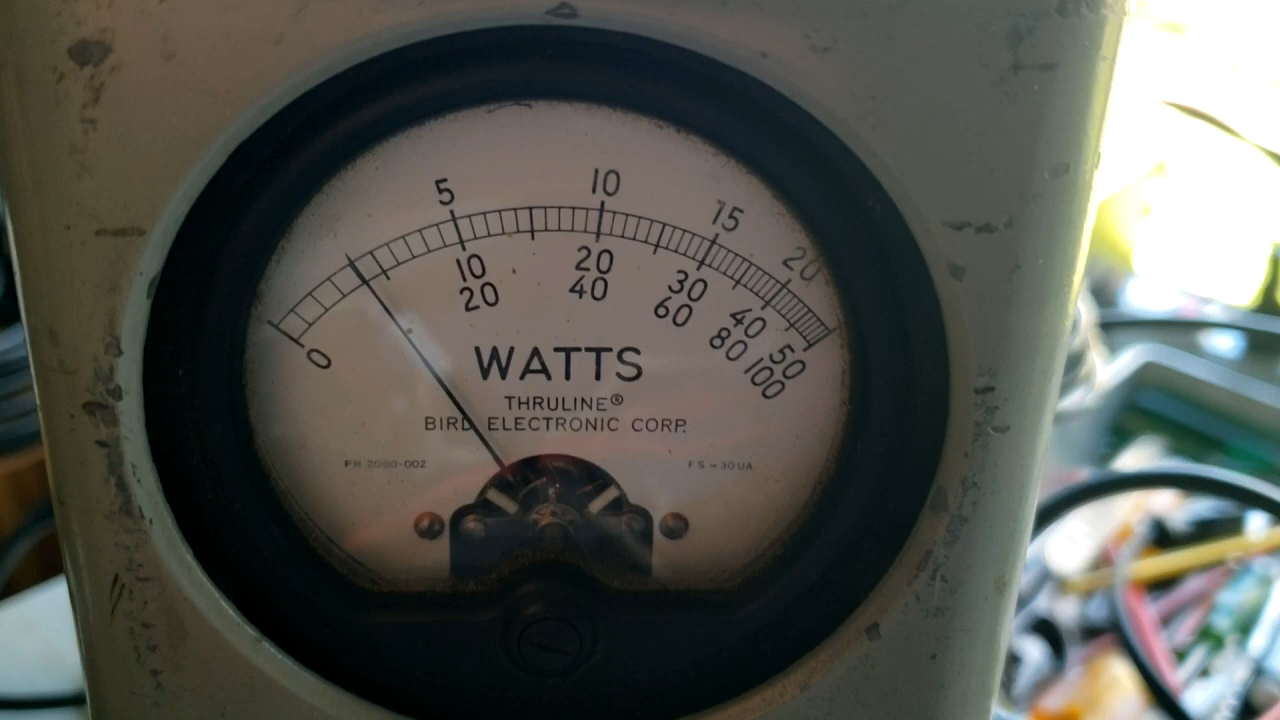 5 10 15 20
0 10 20 30 40 50
20 40 60 80 100
WATTS
THRULINE®
BIRD ELECTRONIC CORP.
F.S. = 30UA